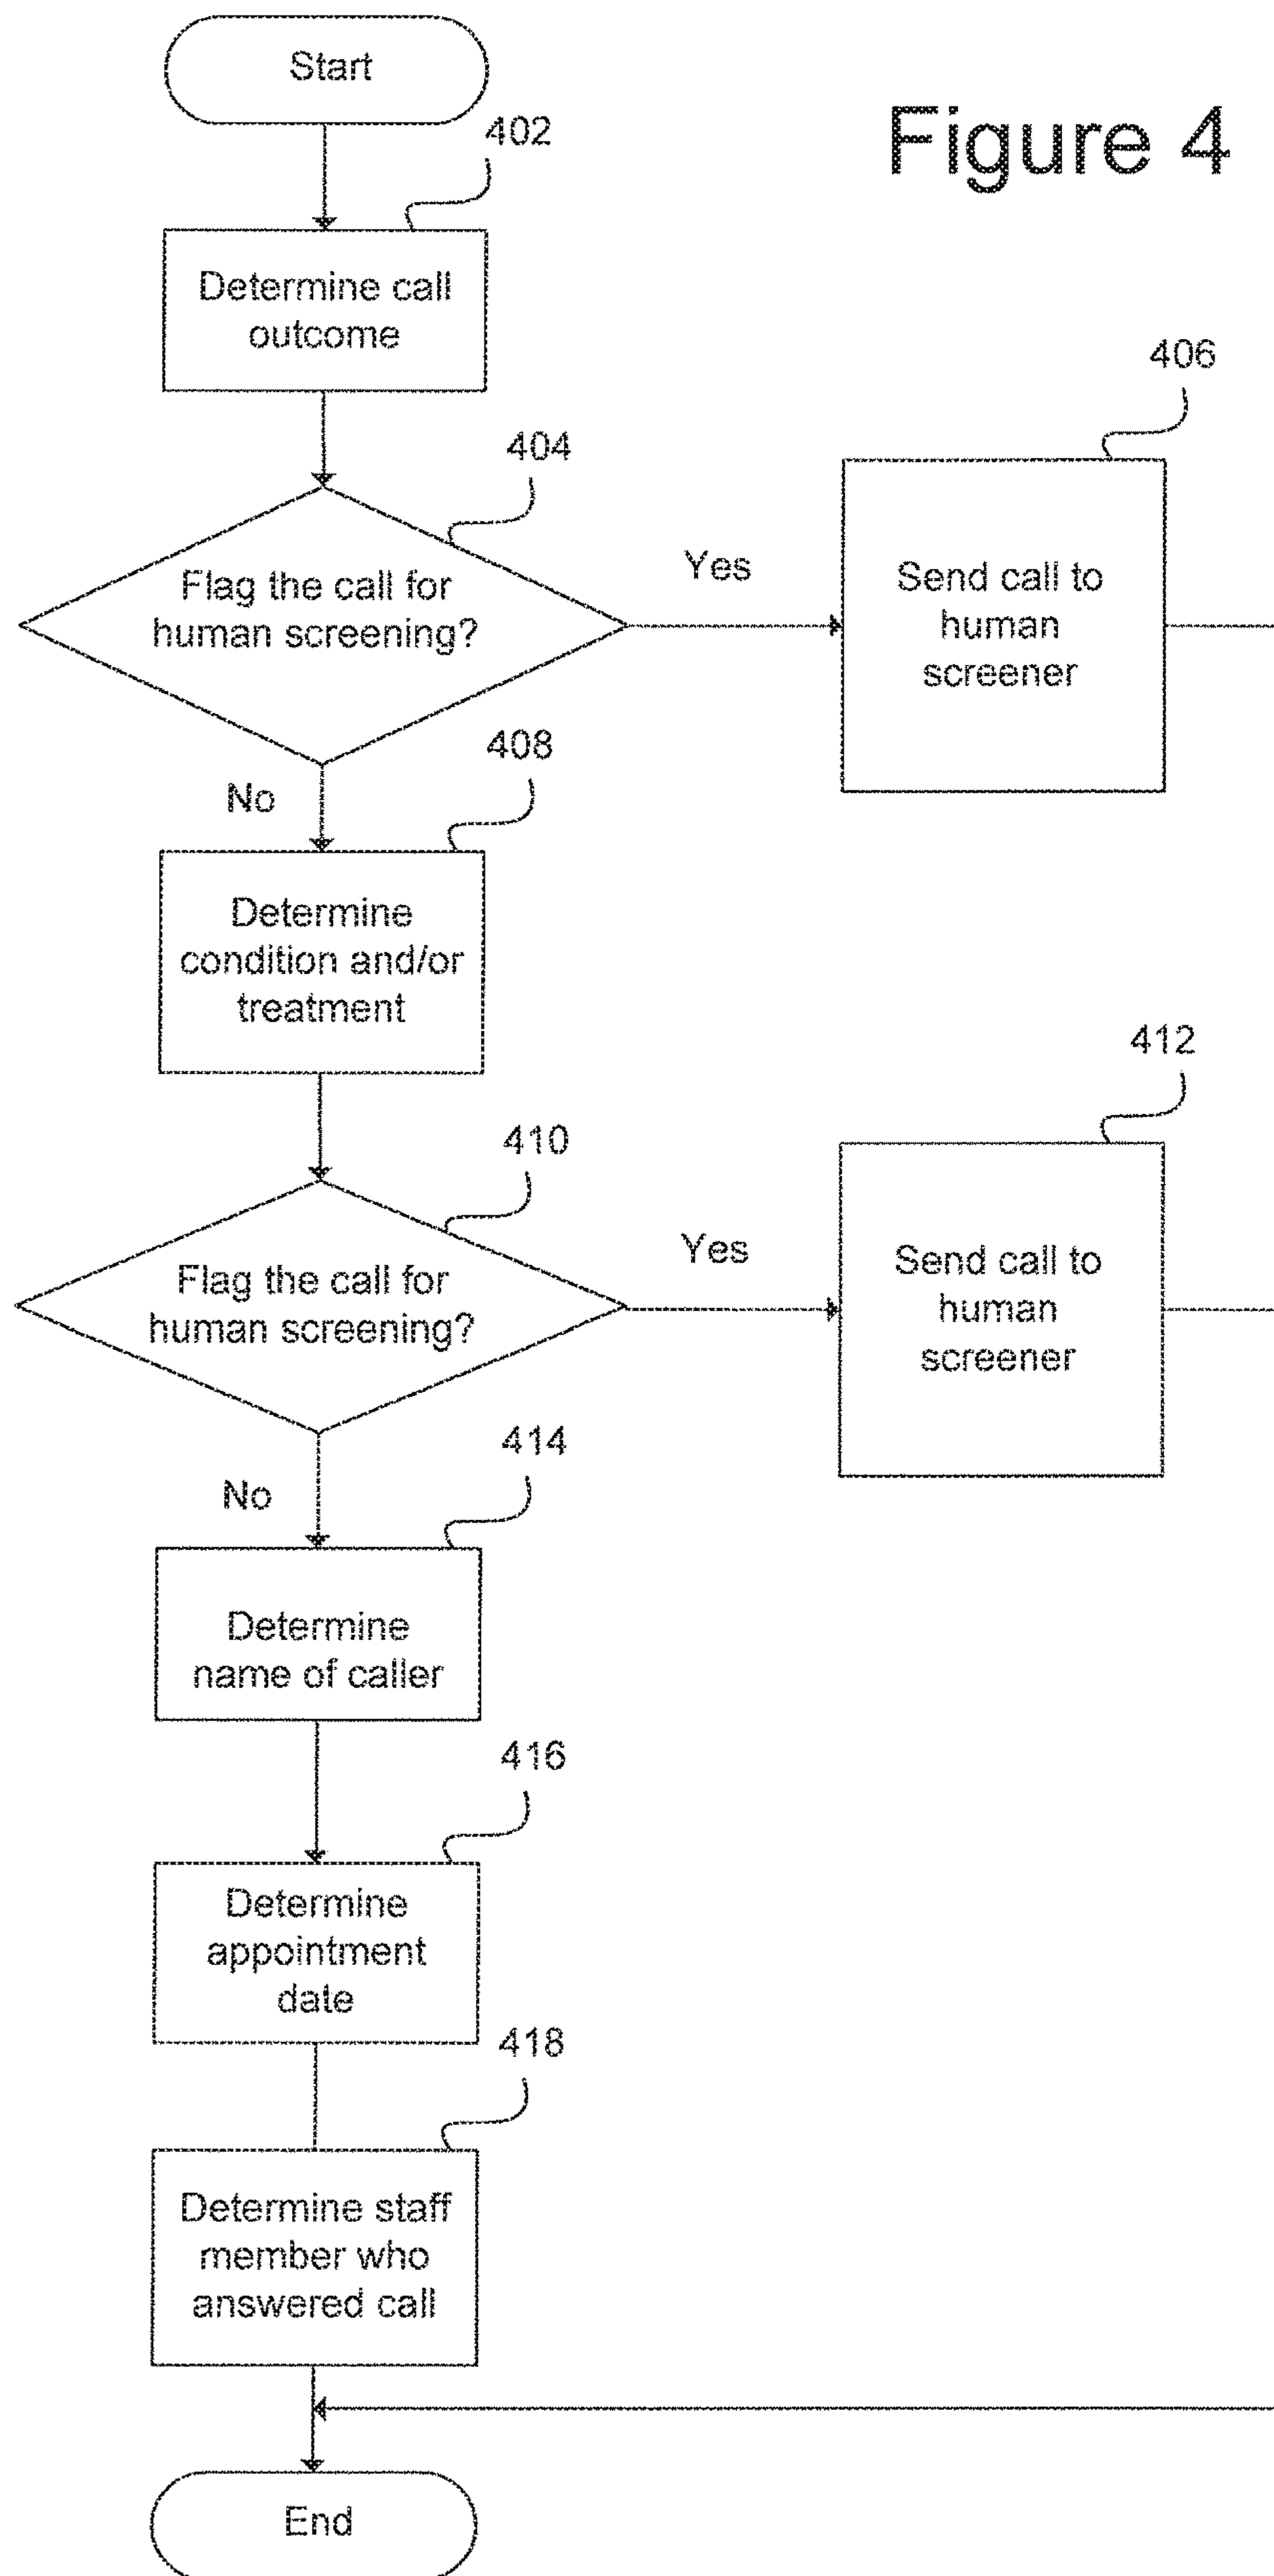 Start
Figure 4
402
Determine call
outcome
404
Flag the call for
human screening?
Yes
406
Send call to
human
screener
No
408
Determine
condition and/or
treatment
410
Flag the call for
human screening?
Yes
412
Send call to
human
screener
No
414
Determine
name of caller
416
Determine
appointment
date
418
Determine staff
member who
answered call
End